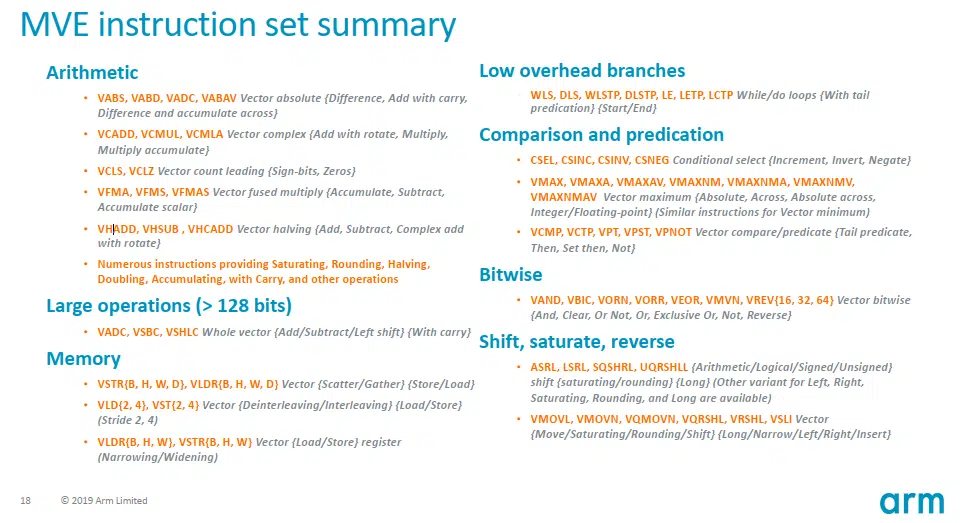 MVE instruction set summary
Arithmetic
• VABS, VABD, VADC, VABAV Vector absolute {Difference, Add with carry,
Difference and accumulate across}
• VCADD, VCMUL, VCMLA Vector complex {Add with rotate, Multiply,
Multiply accumulate}
• VCLS, VCLZ Vector count leading {Sign-bits, Zeros}
• VFMA, VFMS, VFMAS Vector fused multiply {Accumulate, Subtract,
Accumulate scalar}
• VHADD, VHSUB , VHCADD Vector halving {Add, Subtract, Complex add
with rotate}
• Numerous instructions providing Saturating, Rounding, Halving,
Doubling, Accumulating, with Carry, and other operations
Large operations (> 128 bits)
• VADC, VSBC, VSHLC Whole vector {Add/Subtract/Left shift} {With carry}
Memory
• VSTR{B, H, W, D}, VLDR{B, H, W, D} Vector {Scatter/Gather} {Store/Load}
• VLD{2, 4}, VST{2, 4} Vector {Deinterleaving/Interleaving} {Load/Store}
(Stride 2, 4)
• VLDR{B, H, W}, VSTR{B, H, W} Vector {Load/Store} register
(Narrowing/Widening)
Low overhead branches
WLS, DLS, WLSTP, DLSTP, LE, LETP, LCTP While/do loops {With tail
predication} {Start/End}
Comparison and predication
• CSEL, CSINC, CSINV, CSNEG Conditional select {Increment, Invert, Negate}
• VMAX, VMAXA, VMAXAV, VMAXNM, VMAXNMA, VMAXNMV,
VMAXNMAV Vector maximum {Absolute, Across, Absolute across,
Integer/Floating-point} (Similar instructions for Vector minimum)
• VCMP, VCTP, VPT, VPST, VPNOT Vector compare/predicate {Tail predicate,
Then, Set then, Not}
Bitwise
• VAND, VBIC, VORN, VORR, VEOR, VMVN, VREV{16, 32, 64} Vector bitwise
{And, Clear, Or Not, Or, Exclusive Or, Not, Reverse}
Shift, saturate, reverse
• ASRL, LSRL, SQSHRL, UQRSHLL {Arithmetic/Logical/Signed/Unsigned}
shift {saturating/rounding} {Long} (Other variant for Left, Right,
Saturating, Rounding, and Long are available)
• VMOVL, VMOVN, VQMOVN, VQRSHL, VRSHL, VSLI Vector
{Move/Saturating/Rounding/Shift} {Long/Narrow/Left/Right/Insert}
18 © 2019 Arm Limited
arm